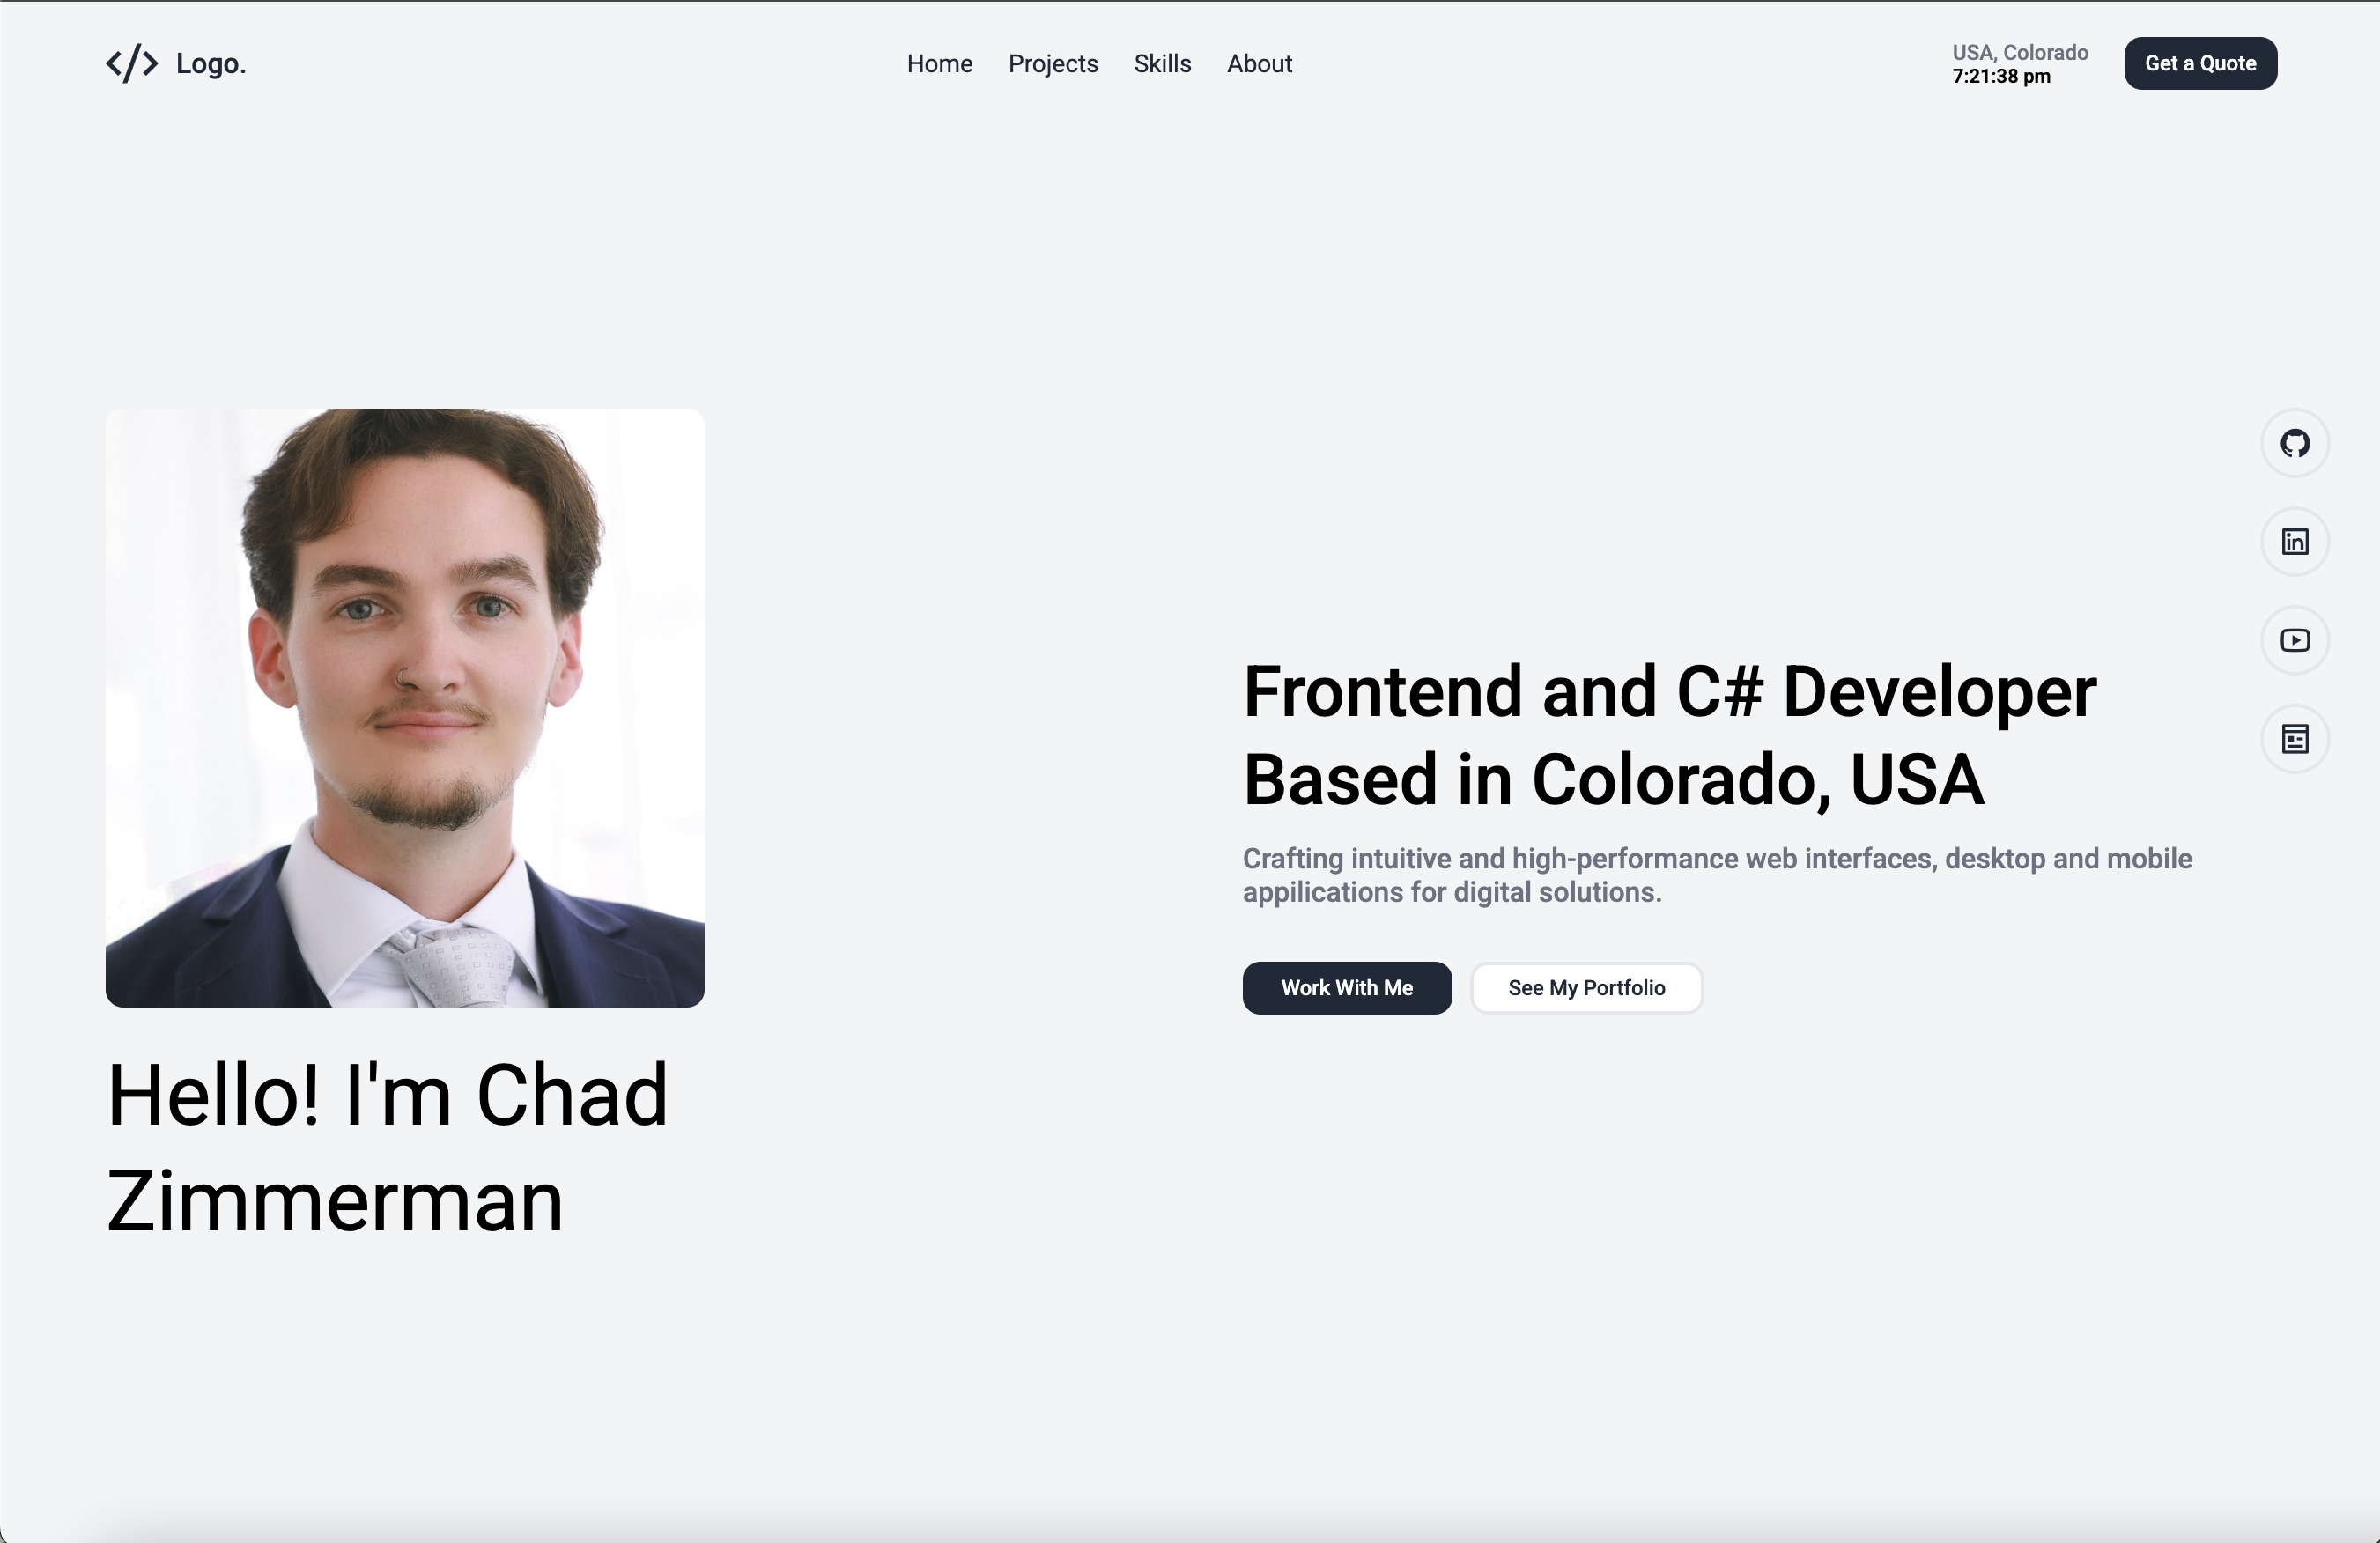 Logo.
Home Projects Skills About
USA, Colorado
7:21:38 pm
Get a Quote
Hello! I'm Chad
Zimmerman
Frontend and C# Developer
Based in Colorado, USA
Crafting intuitive and high-performance web interfaces, desktop and mobile
appilications for digital solutions.
Work With Me
See My Portfolio
in